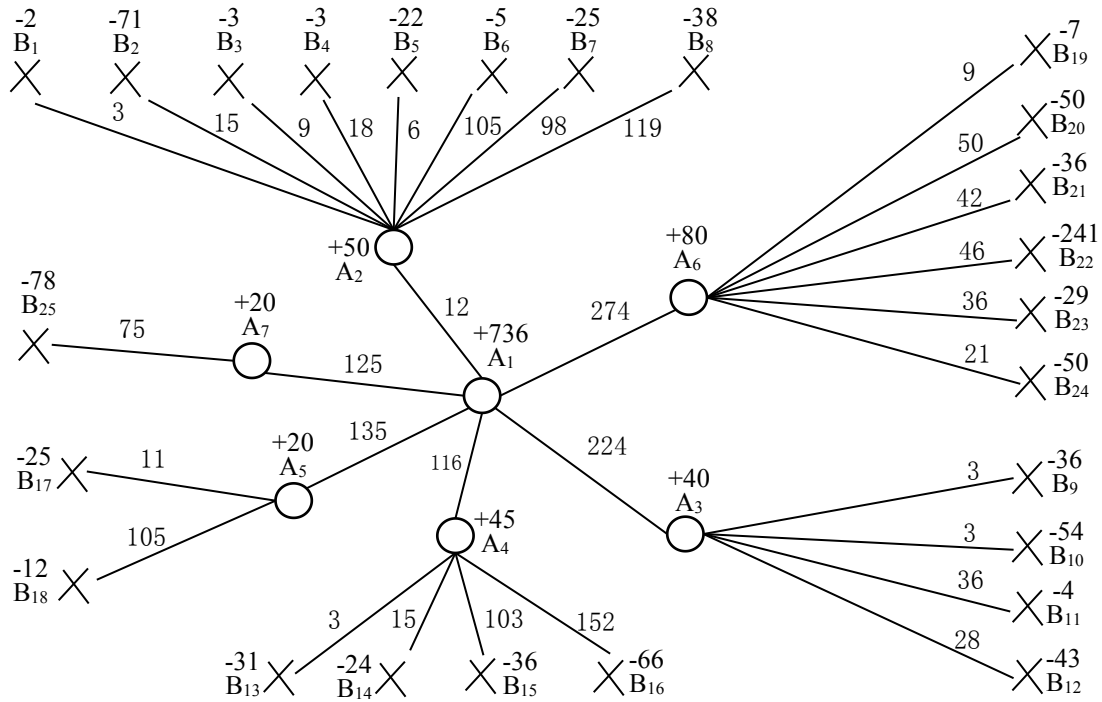 -2 -71 -3 -3 -22 -5 -25 -38
B₁ B₂ B₃ B₄ B₅ B₆ B₇ B₈
3 15 9 18 6 105 98 119
-7
B₁₉
9
-50
B₂₀
50
-36
B₂₁
42
-241
B₂₂
46
-29
B₂₃
36
-50
B₂₄
21
+50
A₂
+80
A₆
12
274
-78
B₂₅
75
+20
A₇
125
+736
A₁
135
116
224
-25
B₁₇
11
+20
A₅
105
-12
B₁₈
+45
A₄
+40
A₃
3
-36
B₉
3
-54
B₁₀
36
-4
B₁₁
28
-43
B₁₂
3 15 103 152
-31 -24 -36 -66
B₁₃ B₁₄ B₁₅ B₁₆